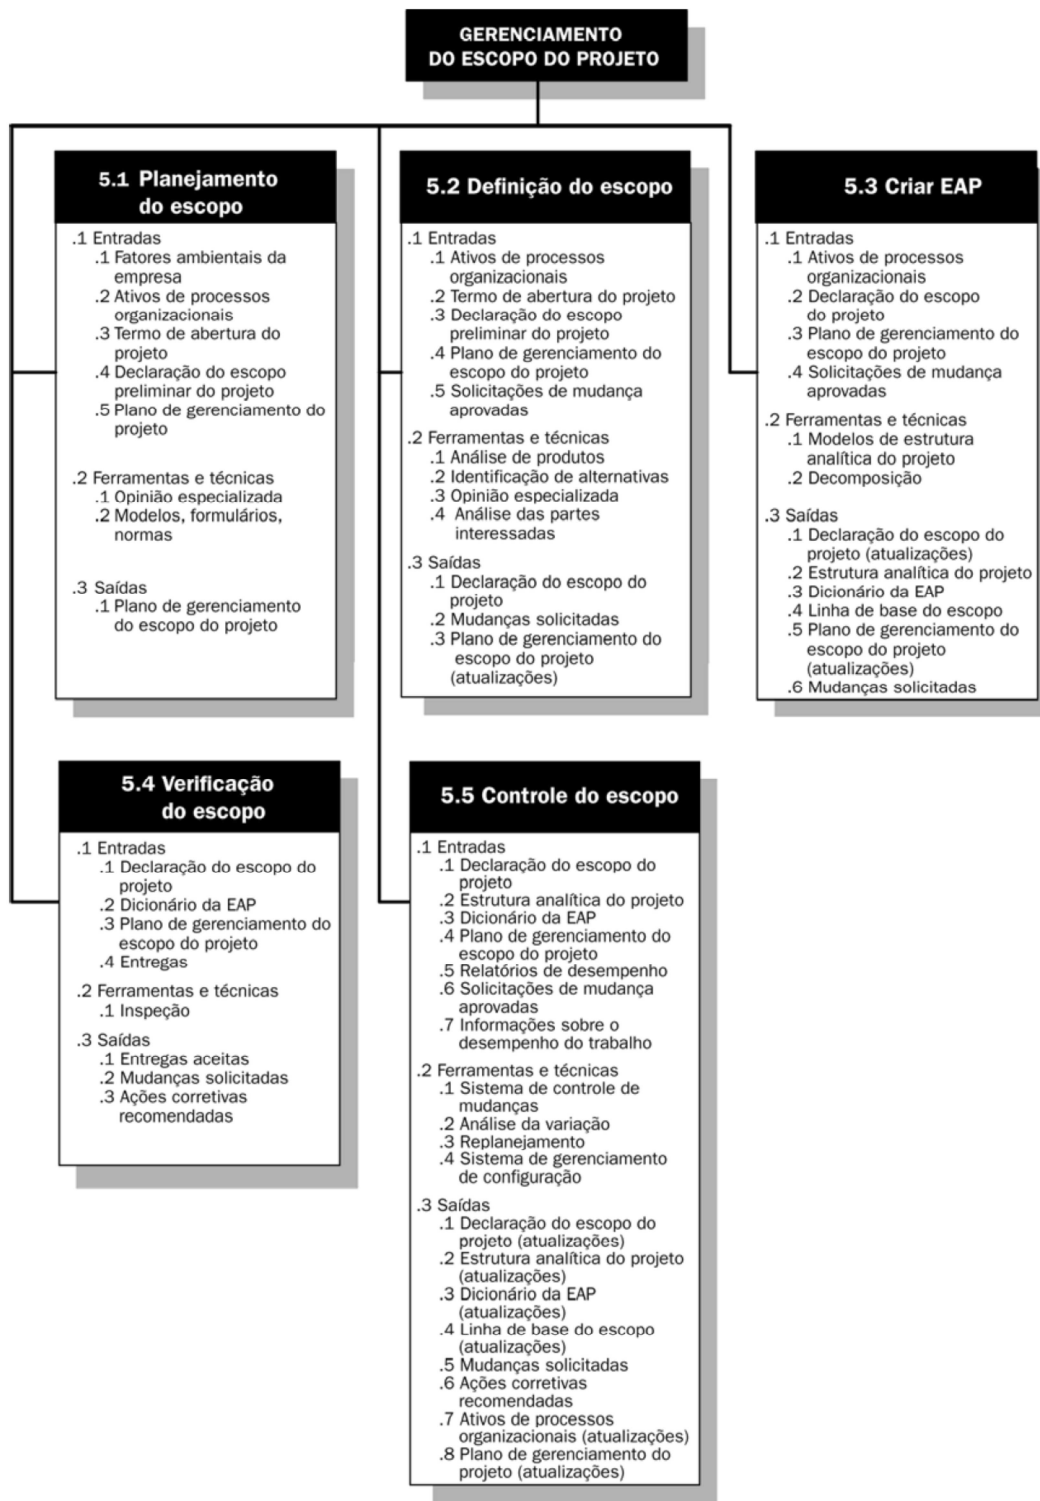 GERENCIAMENTO
DO ESCOPO DO PROJETO
5.1 Planejamento
do escopo
.1 Entradas
.1 Fatores ambientais da
empresa
.2 Ativos de processos
organizacionais
.3 Termo de abertura do
projeto
.4 Declaração do escopo
preliminar do projeto
.5 Plano de gerenciamento do
projeto
.2 Ferramentas e técnicas
.1 Opinião especializada
.2 Modelos, formulários,
normas
.3 Saídas
.1 Plano de gerenciamento
do escopo do projeto
5.2 Definição do escopo
.1 Entradas
.1 Ativos de processos
organizacionais
.2 Termo de abertura do projeto
.3 Declaração do escopo
preliminar do projeto
.4 Plano de gerenciamento do
escopo do projeto
.5 Solicitações de mudança
aprovadas
.2 Ferramentas e técnicas
.1 Análise de produtos
.2 Identificação de alternativas
.3 Opinião especializada
.4 Análise das partes
interessadas
.3 Saídas
.1 Declaração do escopo do
projeto
.2 Mudanças solicitadas
.3 Plano de gerenciamento do
escopo do projeto
(atualizações)
5.3 Criar EAP
.1 Entradas
.1 Ativos de processos
organizacionais
.2 Declaração do escopo
do projeto
.3 Plano de gerenciamento do
escopo do projeto
.4 Solicitações de mudança
aprovadas
.2 Ferramentas e técnicas
.1 Modelos de estrutura
analítica do projeto
.2 Decomposição
.3 Saídas
.1 Declaração do escopo do
projeto (atualizações)
.2 Estrutura analítica do projeto
.3 Dicionário da EAP
.4 Linha de base do escopo
.5 Plano de gerenciamento do
escopo do projeto
(atualizações)
.6 Mudanças solicitadas
5.4 Verificação
do escopo
.1 Entradas
.1 Declaração do escopo do
projeto
.2 Dicionário da EAP
.3 Plano de gerenciamento do
escopo do projeto
.4 Entregas
.2 Ferramentas e técnicas
.1 Inspeção
.3 Saídas
.1 Entregas aceitas
.2 Mudanças solicitadas
.3 Ações corretivas
recomendadas
5.5 Controle do escopo
.1 Entradas
.1 Declaração do escopo do
projeto
.2 Estrutura analítica do projeto
.3 Dicionário da EAP
.4 Plano de gerenciamento do
escopo do projeto
.5 Relatórios de desempenho
.6 Solicitações de mudança
aprovadas
.7 Informações sobre o
desempenho do trabalho
.2 Ferramentas e técnicas
.1 Sistema de controle de
mudanças
.2 Análise da variação
.3 Replanejamento
.4 Sistema de gerenciamento
de configuração
.3 Saídas
.1 Declaração do escopo do
projeto (atualizações)
.2 Estrutura analítica do projeto
(atualizações)
.3 Dicionário da EAP
(atualizações)
.4 Linha de base do escopo
(atualizações)
.5 Mudanças solicitadas
.6 Ações corretivas
recomendadas
.7 Ativos de processos
organizacionais (atualizações)
.8 Plano de gerenciamento do
projeto (atualizações)